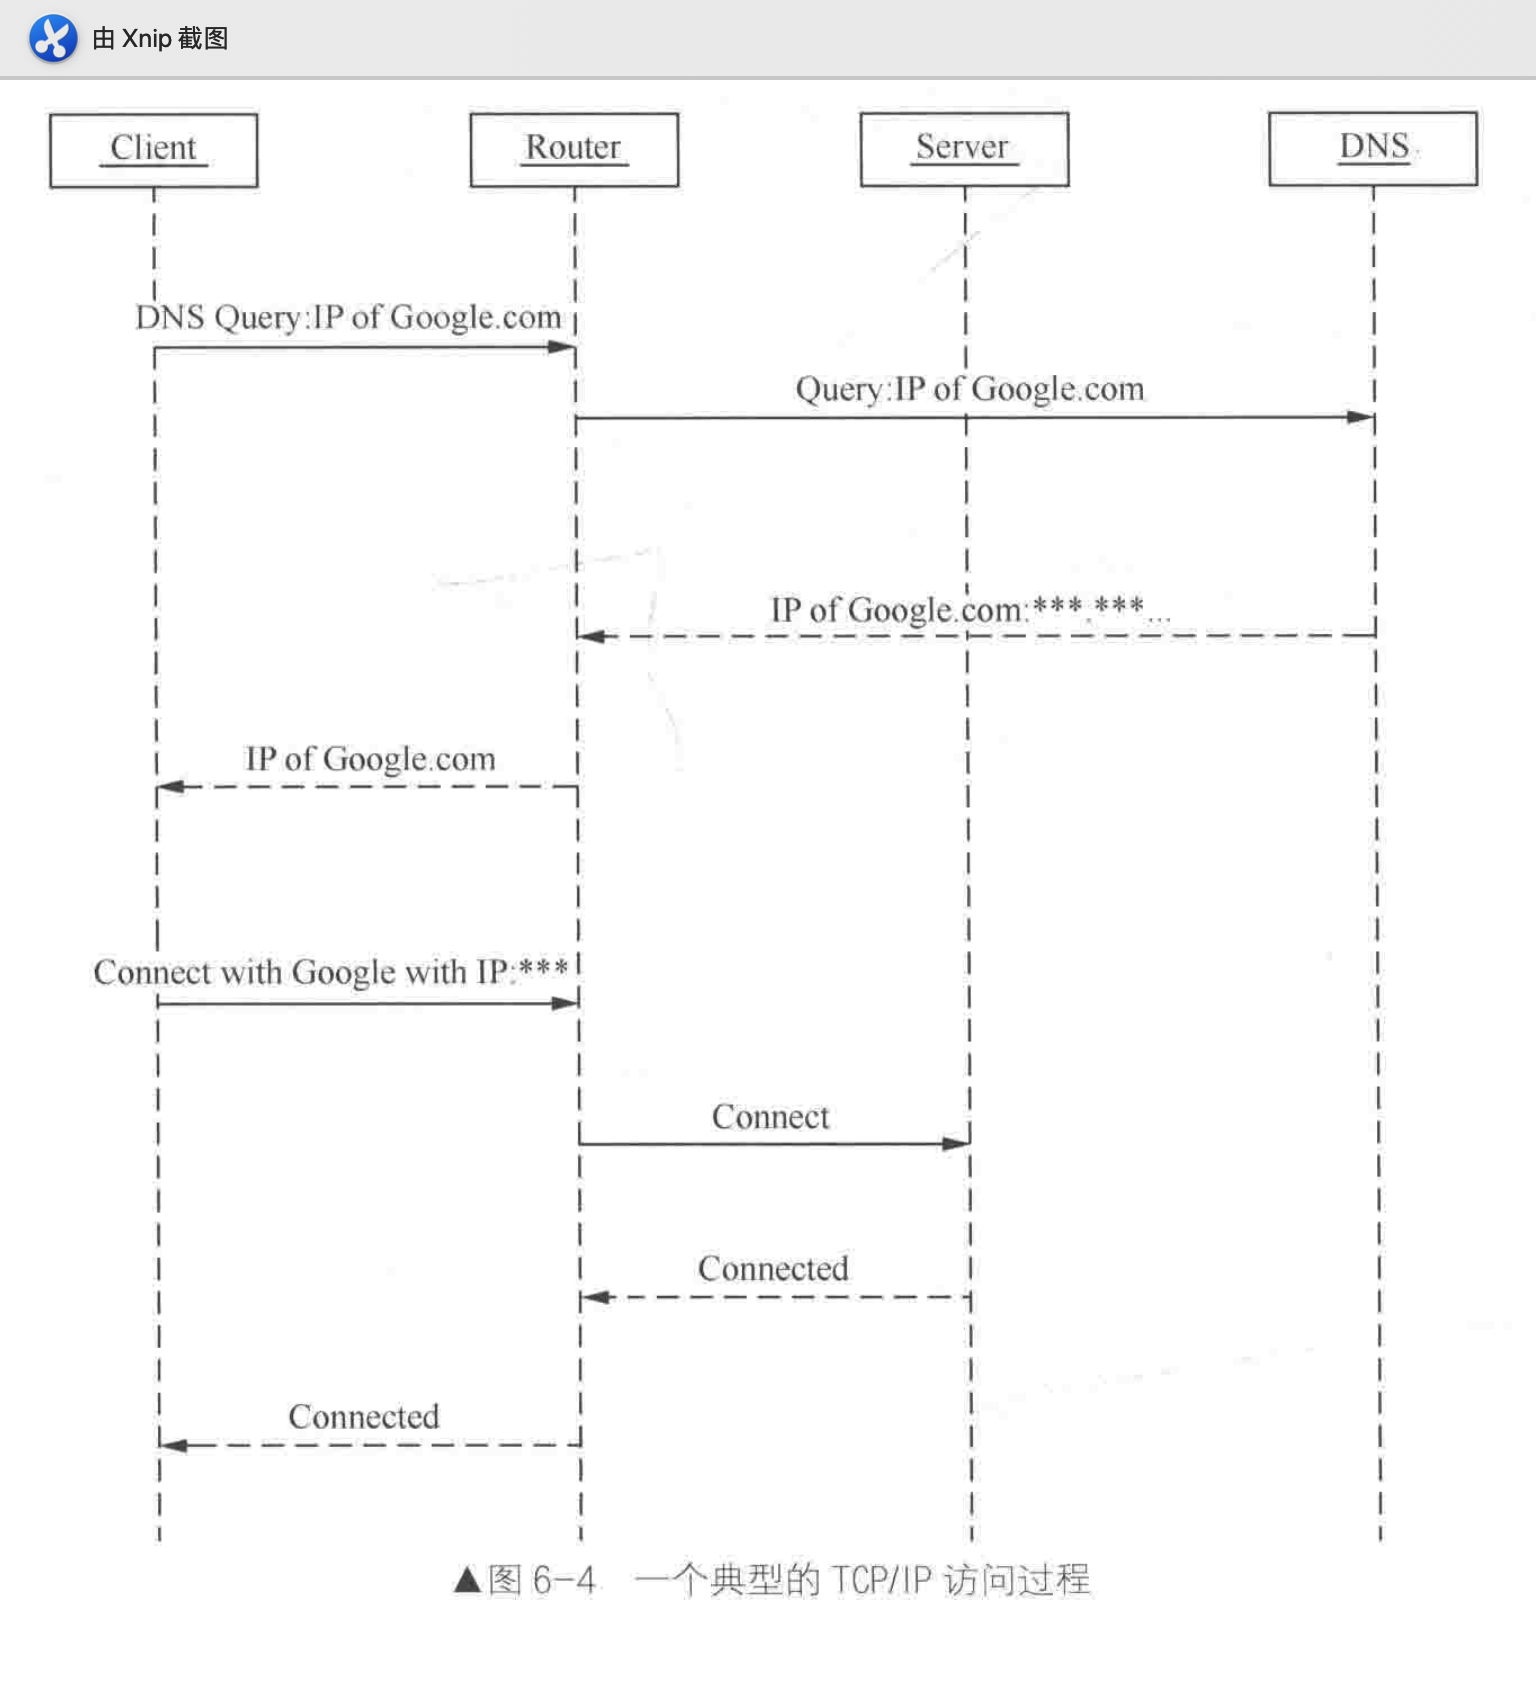 由 Xnip 截图
Client
Router
Server
DNS
DNS Query:IP of Google.com
Query:IP of Google.com
IP of Google.com:***.***...
IP of Google.com
Connect with Google with IP:***
Connect
Connected
Connected
▲图 6-4 一个典型的 TCP/IP 访问过程